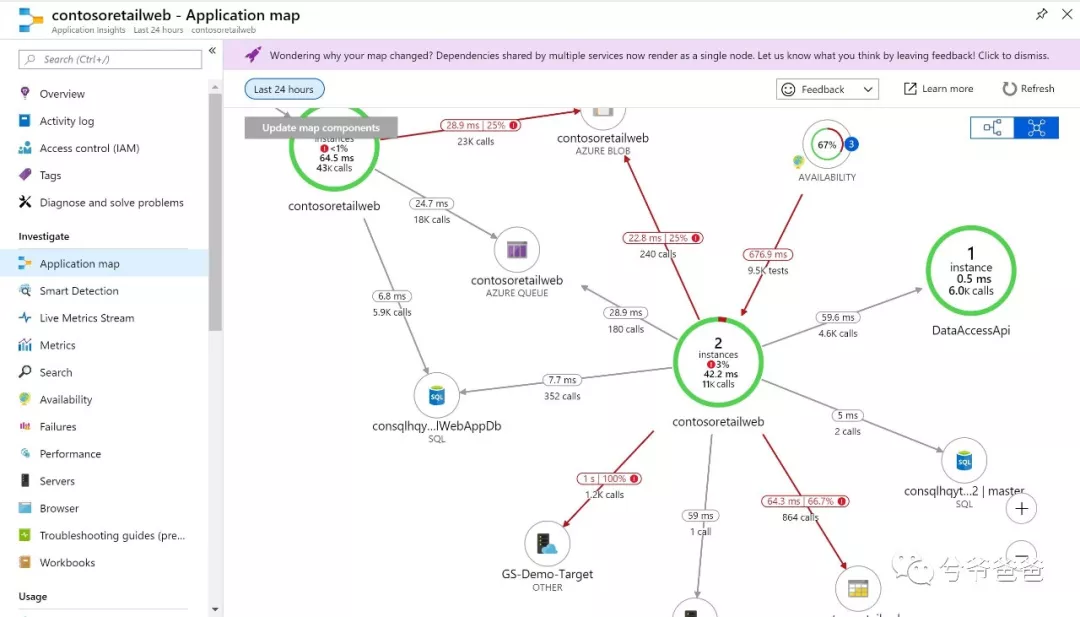 contosoretailweb - Application map
Application Insights Last 24 hours contosoretailweb
Search (Ctrl+/)
Overview
Activity log
Access control (IAM)
Tags
Diagnose and solve problems
Investigate
Application map
Smart Detection
Live Metrics Stream
Metrics
Search
Availability
Failures
Performance
Servers
Browser
Troubleshooting guides (pre...
Workbooks
Usage
Wondering why your map changed? Dependencies shared by multiple services now render as a single node. Let us know what you think by leaving feedback! Click to dismiss.
Last 24 hours
Feedback
Learn more
Refresh
Update map components
instances
<1%
64.5 ms
43K calls
contosoretailweb
28.9 ms | 25%
23K calls
contosoretailweb
AZURE BLOB
67%
3
AVAILABILITY
24.7 ms
18K calls
contosoretailweb
AZURE QUEUE
22.8 ms | 25%
240 calls
676.9 ms
9.5K tests
1
instance
0.5 ms
6.0K calls
DataAccessApi
6.8 ms
5.9K calls
28.9 ms
180 calls
59.6 ms
4.6K calls
2
instances
3%
42.2 ms
11K calls
contosoretailweb
7.7 ms
352 calls
SQL
consqlhqy...lWebAppDb
SQL
5 ms
2 calls
SQL
consqlhqyt...2 | master
SQL
1 s | 100%
1.2K calls
GS-Demo-Target
OTHER
59 ms
1 call
64.3 ms | 66.7%
864 calls
兮爷爸爸